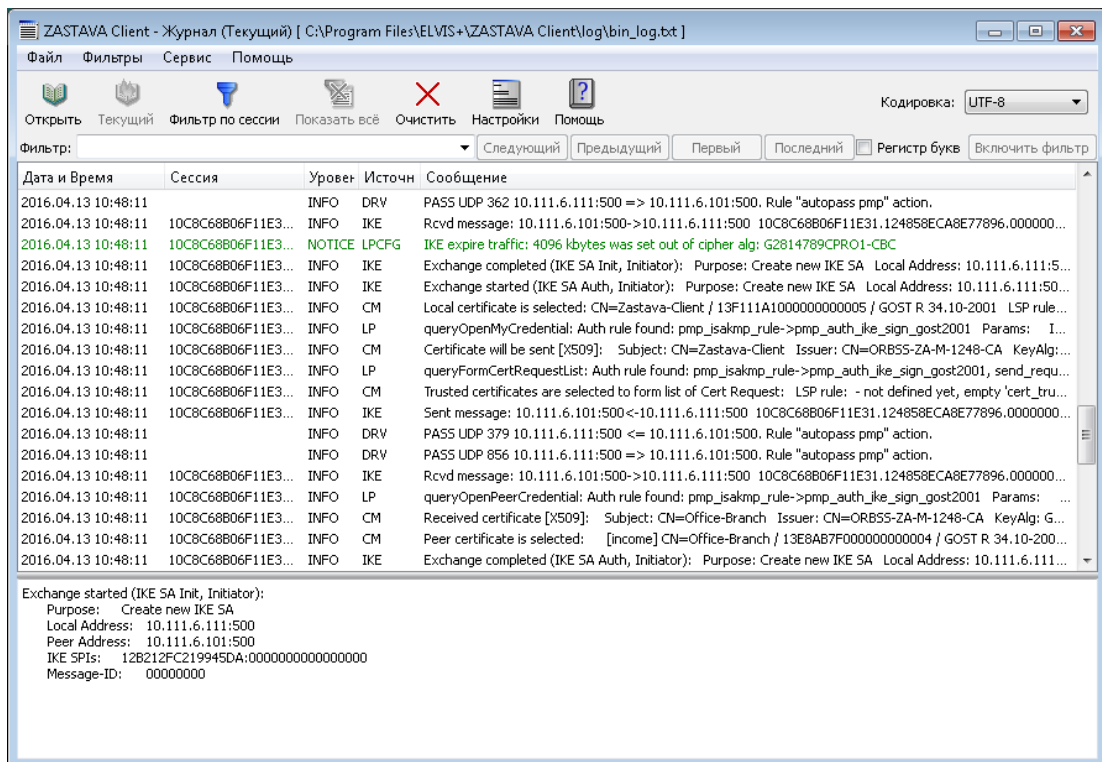 ZASTAVA Client - Журнал (Текущий) [ C:\Program Files\ELVIS+\ZASTAVA Client\log\bin_log.txt ]
Файл Фильтры Сервис Помощь
Открыть Текущий Фильтр по сессии Показать всё Очистить Настройки Помощь Кодировка: UTF-8
Фильтр: Следующий Предыдущий Первый Последний Регистр букв Включить фильтр
Дата и Время Сессия Уровен Источн Сообщение
2016.04.13 10:48:11 INFO DRV PASS UDP 362 10.111.6.111:500 => 10.111.6.101:500. Rule "autopass pmp" action.
2016.04.13 10:48:11 10C8C68B06F11E3... INFO IKE Rcvd message: 10.111.6.101:500->10.111.6.111:500 10C8C68B06F11E31.124858ECA8E77896.000000...
2016.04.13 10:48:11 10C8C68B06F11E3... NOTICE LPCFG IKE expire traffic: 4096 kbytes was set out of cipher alg: G2814789CPRO1-CBC
2016.04.13 10:48:11 10C8C68B06F11E3... INFO IKE Exchange completed (IKE SA Init, Initiator): Purpose: Create new IKE SA Local Address: 10.111.6.111:5...
2016.04.13 10:48:11 10C8C68B06F11E3... INFO IKE Exchange started (IKE SA Auth, Initiator): Purpose: Create new IKE SA Local Address: 10.111.6.111:50...
2016.04.13 10:48:11 10C8C68B06F11E3... INFO CM Local certificate is selected: CN=Zastava-Client / 13F111A1000000000005 / GOST R 34.10-2001 LSP rule...
2016.04.13 10:48:11 10C8C68B06F11E3... INFO LP queryOpenMyCredential: Auth rule found: pmp_isakmp_rule->pmp_auth_ike_sign_gost2001 Params: I...
2016.04.13 10:48:11 10C8C68B06F11E3... INFO CM Certificate will be sent [X509]: Subject: CN=Zastava-Client Issuer: CN=ORBSS-ZA-M-1248-CA KeyAlg:...
2016.04.13 10:48:11 10C8C68B06F11E3... INFO LP queryFormCertRequestList: Auth rule found: pmp_isakmp_rule->pmp_auth_ike_sign_gost2001, send_requ...
2016.04.13 10:48:11 10C8C68B06F11E3... INFO CM Trusted certificates are selected to form list of Cert Request: LSP rule: - not defined yet, empty 'cert_tru...
2016.04.13 10:48:11 10C8C68B06F11E3... INFO IKE Sent message: 10.111.6.101:500<-10.111.6.111:500 10C8C68B06F11E31.124858ECA8E77896.0000000...
2016.04.13 10:48:11 INFO DRV PASS UDP 379 10.111.6.111:500 <= 10.111.6.101:500. Rule "autopass pmp" action.
2016.04.13 10:48:11 INFO DRV PASS UDP 856 10.111.6.111:500 => 10.111.6.101:500. Rule "autopass pmp" action.
2016.04.13 10:48:11 10C8C68B06F11E3... INFO IKE Rcvd message: 10.111.6.101:500->10.111.6.111:500 10C8C68B06F11E31.124858ECA8E77896.000000...
2016.04.13 10:48:11 10C8C68B06F11E3... INFO LP queryOpenPeerCredential: Auth rule found: pmp_isakmp_rule->pmp_auth_ike_sign_gost2001 Params: ...
2016.04.13 10:48:11 10C8C68B06F11E3... INFO CM Received certificate [X509]: Subject: CN=Office-Branch Issuer: CN=ORBSS-ZA-M-1248-CA KeyAlg: G...
2016.04.13 10:48:11 10C8C68B06F11E3... INFO CM Peer certificate is selected: [income] CN=Office-Branch / 13E8AB7F000000000004 / GOST R 34.10-200...
2016.04.13 10:48:11 10C8C68B06F11E3... INFO IKE Exchange completed (IKE SA Auth, Initiator): Purpose: Create new IKE SA Local Address: 10.111.6.111...
Exchange started (IKE SA Init, Initiator):
Purpose: Create new IKE SA
Local Address: 10.111.6.111:500
Peer Address: 10.111.6.101:500
IKE SPIs: 12B212FC219945DA:0000000000000000
Message-ID: 00000000